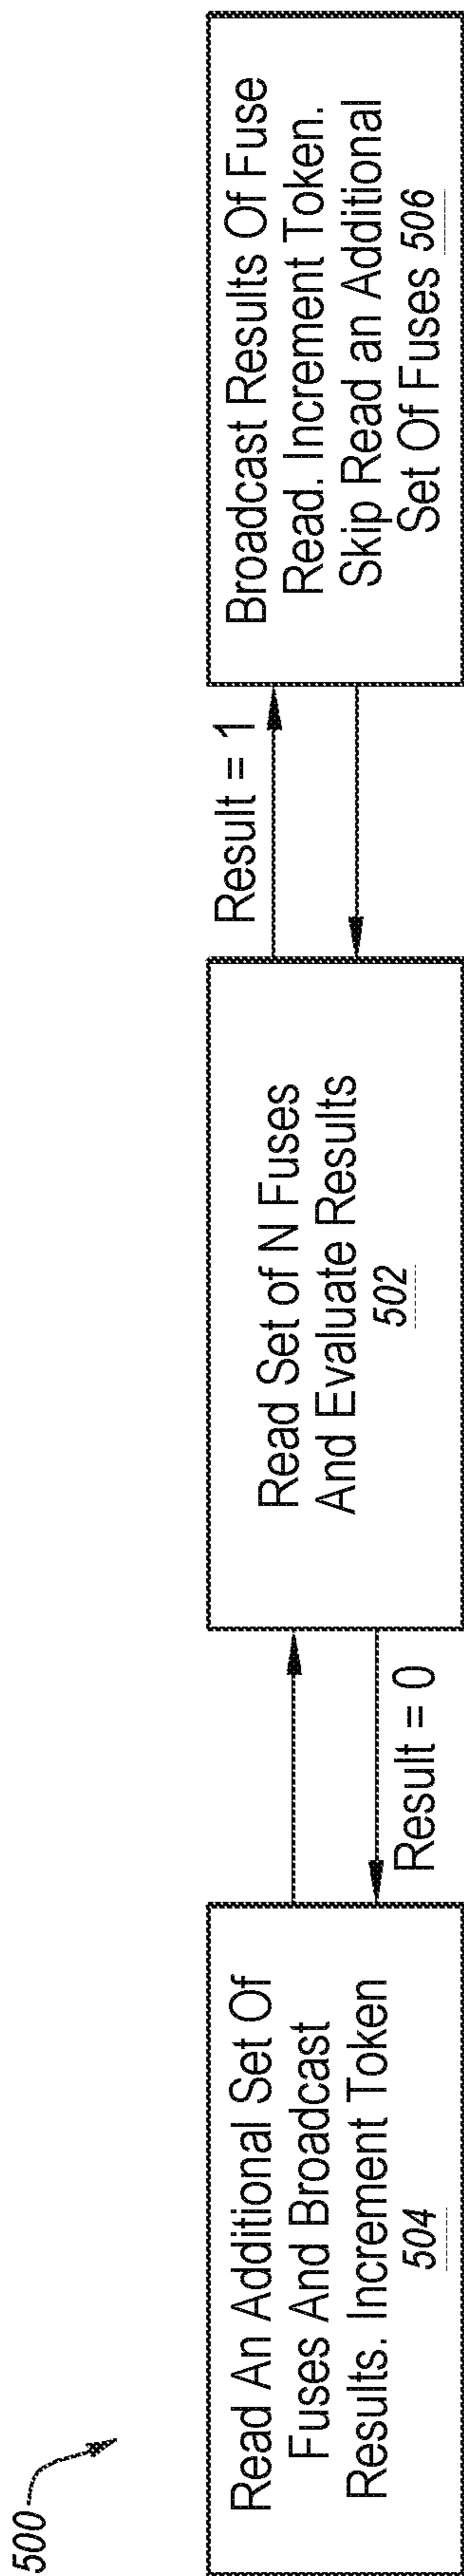 500
Read An Additional Set Of
Fuses And Broadcast
Results. Increment Token
504
Result = 0
Read Set of N Fuses
And Evaluate Results
502
Result = 1
Broadcast Results Of Fuse
Read. Increment Token.
Skip Read an Additional
Set Of Fuses 506